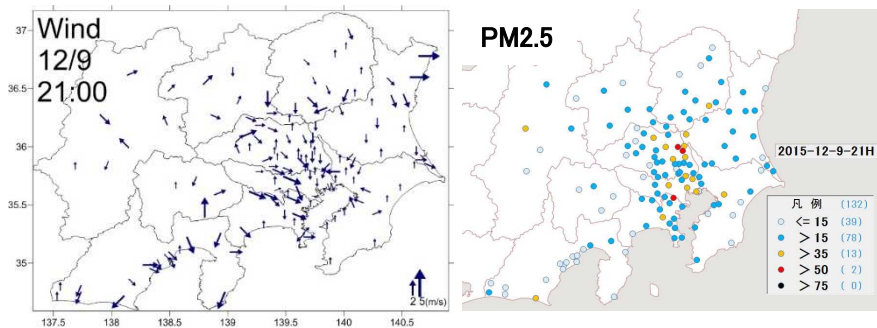 Wind
12/9
21:00
37
36.5
36
35.5
35
137.5 138 138.5 139 139.5 140 140.5
2 5(m/s)
PM2.5
2015-12-9-21H
凡 例 (132)
<= 15 (39)
> 15 (78)
> 35 (13)
> 50 (2)
> 75 (0)